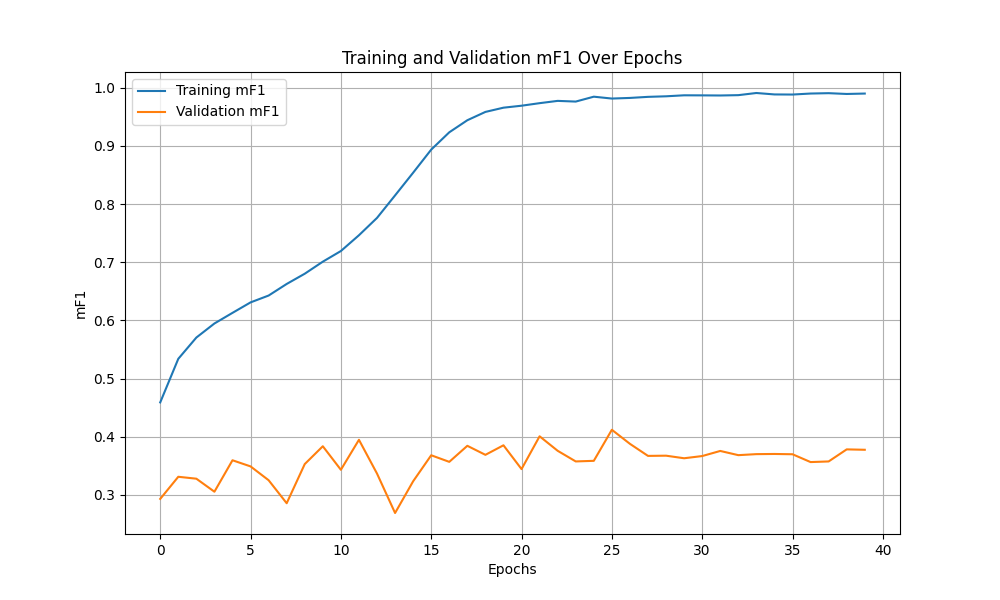 Training and Validation mF1 Over Epochs
Training mF1
Validation mF1
mF1
1.0
0.9
0.8
0.7
0.6
0.5
0.4
0.3
0 5 10 15 20 25 30 35 40
Epochs